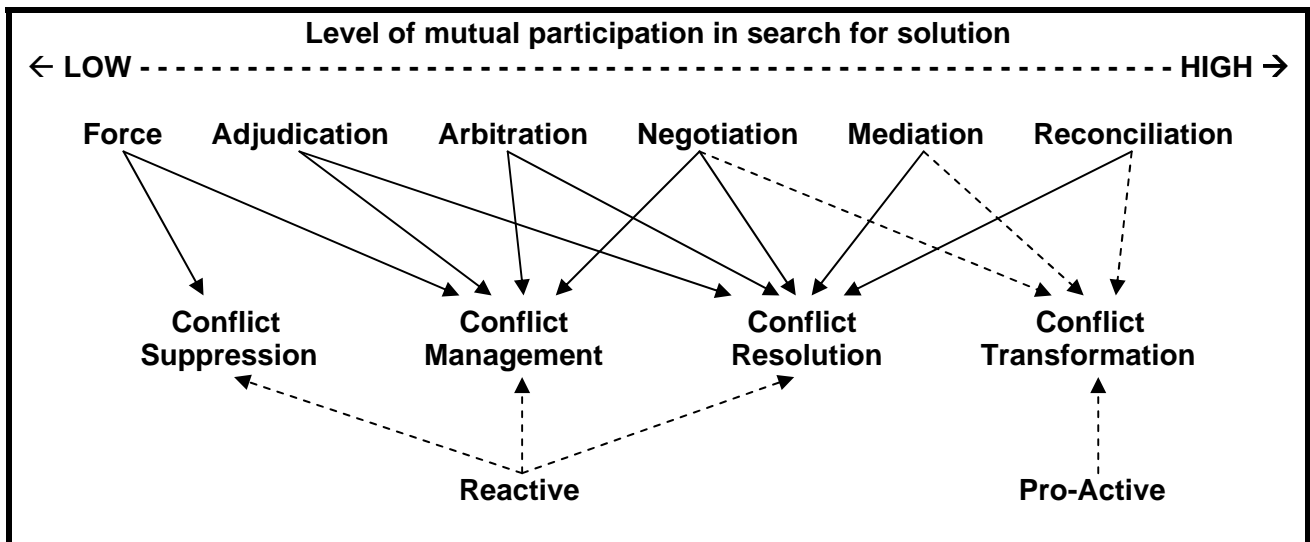 Level of mutual participation in search for solution
← LOW - - - - - - - - - - - - - - - - - - - - - - - - - - - - - - - - - - - - - - - - - - - - - - - - - - - - - - - - - HIGH →
Force Adjudication Arbitration Negotiation Mediation Reconciliation
Conflict Conflict Conflict Conflict
Suppression Management Resolution Transformation
Reactive Pro-Active